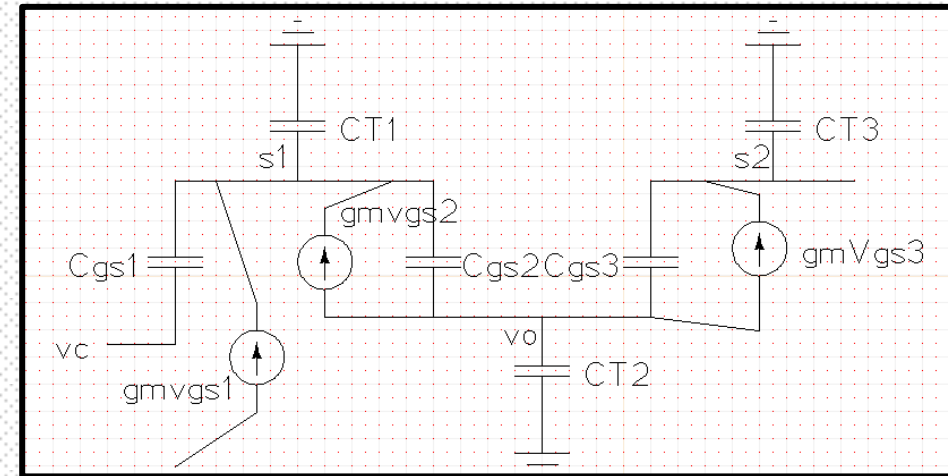 CT1
CT3
s1
s2
gmvgs2
Cgs1
Cgs2
Cgs3
gmVgs3
vc
vo
gmvgs1
CT2